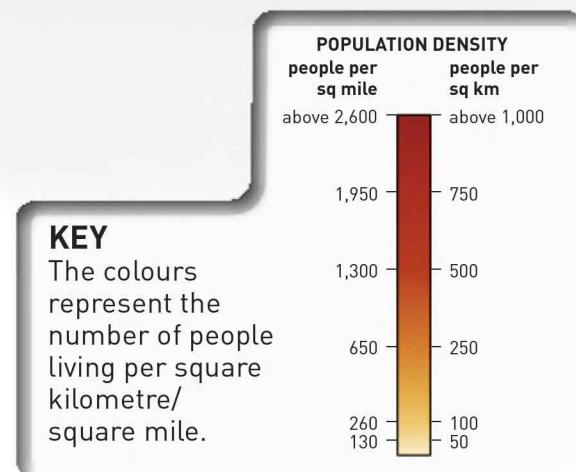 POPULATION DENSITY
people per
sq mile
people per
sq km
above 2,600
above 1,000
1,950
750
1,300
500
650
250
260
100
130
50
KEY
The colours
represent the
number of people
living per square
kilometre/
square mile.